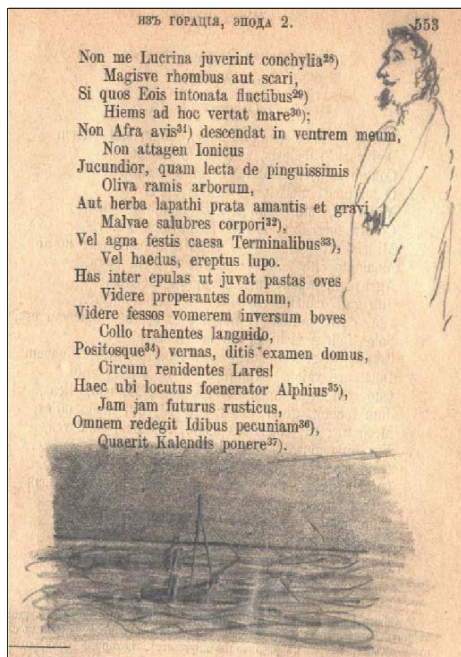 ИЗЪ ГОРАЦІЯ, ЭПОДА 2.
553
Non me Lucrina juverint conchylia²⁸)
Magisve rhombus aut scari,
Si quos Eois intonata fluctibus²⁹)
Hiems ad hoc vertat mare³⁰);
Non Afra avis³¹) descendat in ventrem meum,
Non attagen Ionicus
Jucundior, quam lecta de pinguissimis
Oliva ramis arborum,
Aut herba lapathi prata amantis et gravi
Malvae salubres corpori³²),
Vel agna festis caesa Terminalibus³³),
Vel haedus, ereptus lupo.
Has inter epulas ut juvat pastas oves
Videre properantes domum,
Videre fessos vomerem inversum boves
Collo trahentes languido,
Positosque³⁴) vernas, ditis examen domus,
Circum renidentes Lares!
Haec ubi locutus foenerator Alphius³⁵),
Jam jam futurus rusticus,
Omnem redegit Idibus pecuniam³⁶),
Quaerit Kalendis ponere³⁷).